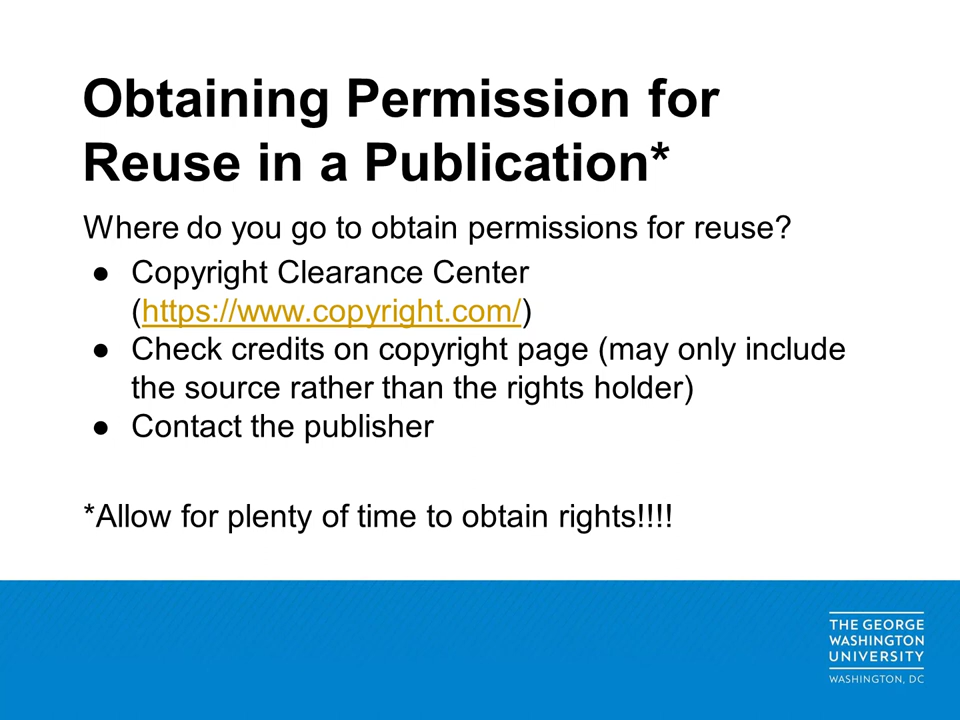 Obtaining Permission for
Reuse in a Publication*
Where do you go to obtain permissions for reuse?
● Copyright Clearance Center
(https://www.copyright.com/)
● Check credits on copyright page (may only include
the source rather than the rights holder)
● Contact the publisher
*Allow for plenty of time to obtain rights!!!!
THE GEORGE
WASHINGTON
UNIVERSITY
WASHINGTON, DC